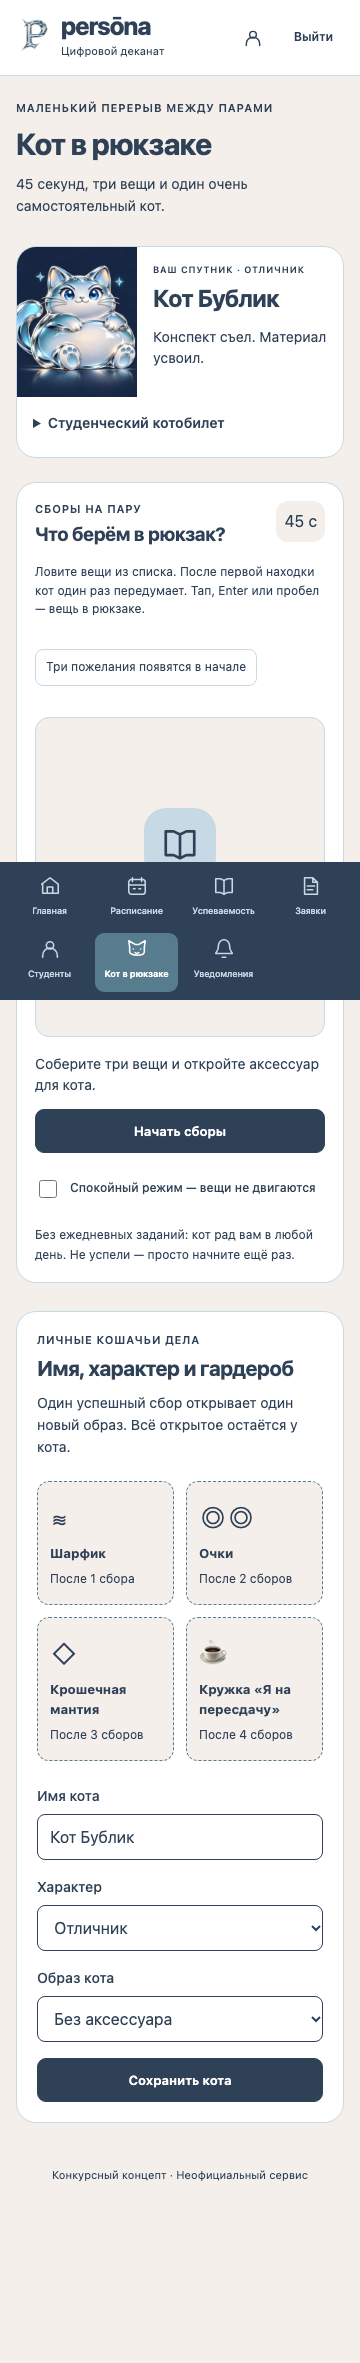 persōna
Цифровой деканат
Выйти
МАЛЕНЬКИЙ ПЕРЕРЫВ МЕЖДУ ПАРАМИ
Кот в рюкзаке
45 секунд, три вещи и один очень
самостоятельный кот.
ВАШ СПУТНИК · ОТЛИЧНИК
Кот Бублик
Конспект съел. Материал
усвоил.
Студенческий котобилет
СБОРЫ НА ПАРУ
Что берём в рюкзак?
45 с
Ловите вещи из списка. После первой находки
кот один раз передумает. Тап, Enter или пробел
— вещь в рюкзаке.
Три пожелания появятся в начале
Главная
Расписание
Успеваемость
Заявки
Студенты
Кот в рюкзаке
Уведомления
Соберите три вещи и откройте аксессуар
для кота.
Начать сборы
Спокойный режим — вещи не двигаются
Без ежедневных заданий: кот рад вам в любой
день. Не успели — просто начните ещё раз.
ЛИЧНЫЕ КОШАЧЬИ ДЕЛА
Имя, характер и гардероб
Один успешный сбор открывает один
новый образ. Всё открытое остаётся у
кота.
Шарфик
После 1 сбора
Очки
После 2 сборов
Крошечная
мантия
После 3 сборов
Кружка «Я на
пересдачу»
После 4 сборов
Имя кота
Кот Бублик
Характер
Отличник
Образ кота
Без аксессуара
Сохранить кота
Конкурсный концепт · Неофициальный сервис